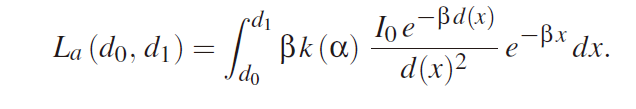 L_a(d_0, d_1) = \int_{d_0}^{d_1} \beta k(\alpha) \frac{I_0 e^{-\beta d(x)}}{d(x)^2} e^{-\beta x} dx.